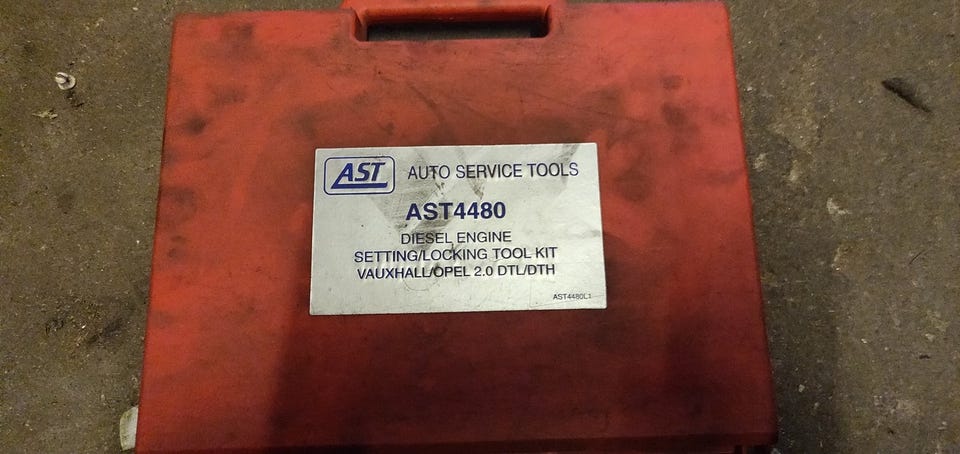 AST AUTO SERVICE TOOLS
AST4480
DIESEL ENGINE
SETTING/LOCKING TOOL KIT
VAUXHALL/OPEL 2.0 DTL/DTH
AST4480L1